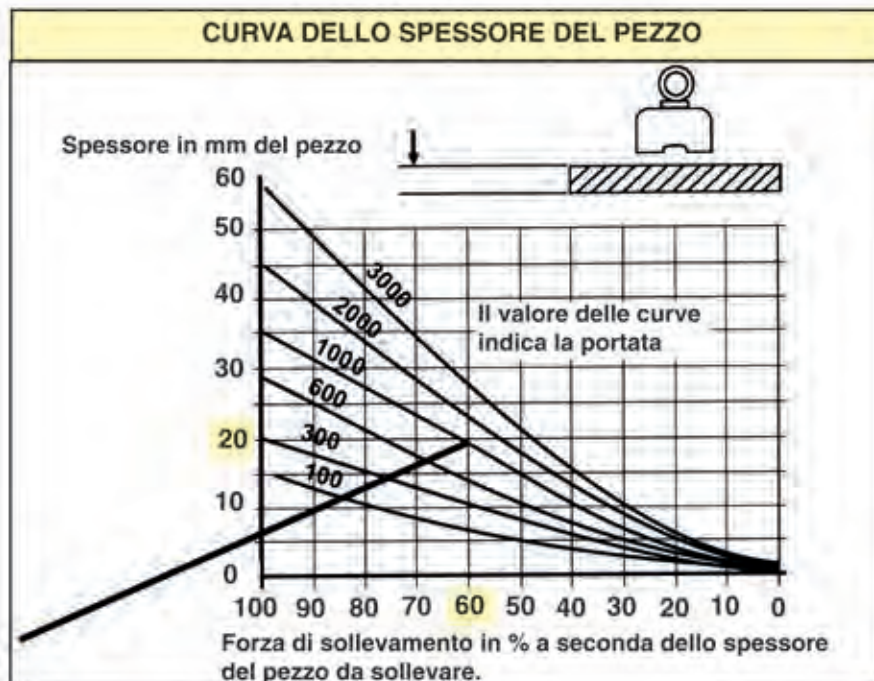 CURVA DELLO SPESSORE DEL PEZZO
Spessore in mm del pezzo
60
50
40
30
20
10
0
3000
2000
1000
600
300
100
Il valore delle curve
indica la portata
100 90 80 70 60 50 40 30 20 10 0
Forza di sollevamento in % a seconda dello spessore
del pezzo da sollevare.